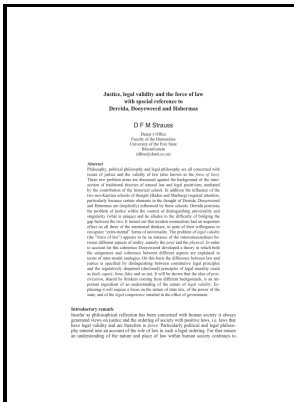 Justice, legal validity and the force of law
with special reference to
Derrida, Dooyeweerd and Habermas
D F M Strauss
Dean's Office
Faculty of the Humanities
University of the Free State
Bloemfontein
Abstract
Philosophy, political philosophy and legal philosophy are all concerned with
issues of justice and the validity of law (also known as the force of law).
These two problem areas are discussed against the background of the inter-
section of traditional theories of natural law and legal positivism, mediated
by the contribution of the historical school. In addition the influence of the
two neo-Kantian schools of thought (Baden and Marburg) required attention,
particularly because certain elements in the thought of Derrida, Dooyeweerd
and Habermas are (implicitly) influenced by these schools. Derrida positions
the problem of justice within the context of distinguishing universality and
singularity (what is unique) and he alludes to the difficulty of bridging the
gap between the two. It turned out that modern nominalism had an important
effect on all three of the mentioned thinkers, in spite of their willingness to
recognize "extra-mental" forms of universality. The problem of legal validity
(the "force of law") appears to be an instance of the interconnectedness be-
tween different aspects of reality, namely the jural and the physical. In order
to account for this coherence Dooyeweerd developed a theory in which both
the uniqueness and coherence between different aspects are explained in
terms of inter-modal analogies. On this basis the difference between law and
justice is specified by distinguishing between constitutive legal principles
and the regulatively deepened (disclosed) principles of legal morality (such
as fault, equity, bona fides and so on). It will be shown that the idea of posi-
tivization, shared by thinkers coming from different backgrounds, is an im-
portant ingredient of an understanding of the nature of legal validity. Ex-
plaining it will require a focus on the nature of state law, of the power of the
state, and of the legal competence entailed in the office of government.
Introductory remark
Insofar as philosophical reflection has been concerned with human society it always
generated views on justice and the ordering of society with positive laws, i.e. laws that
have legal validity and are therefore in force. Particularly political and legal philoso-
phy entered into an account of the role of law in such a legal ordering. For that reason
an understanding of the nature and place of law within human society continues to